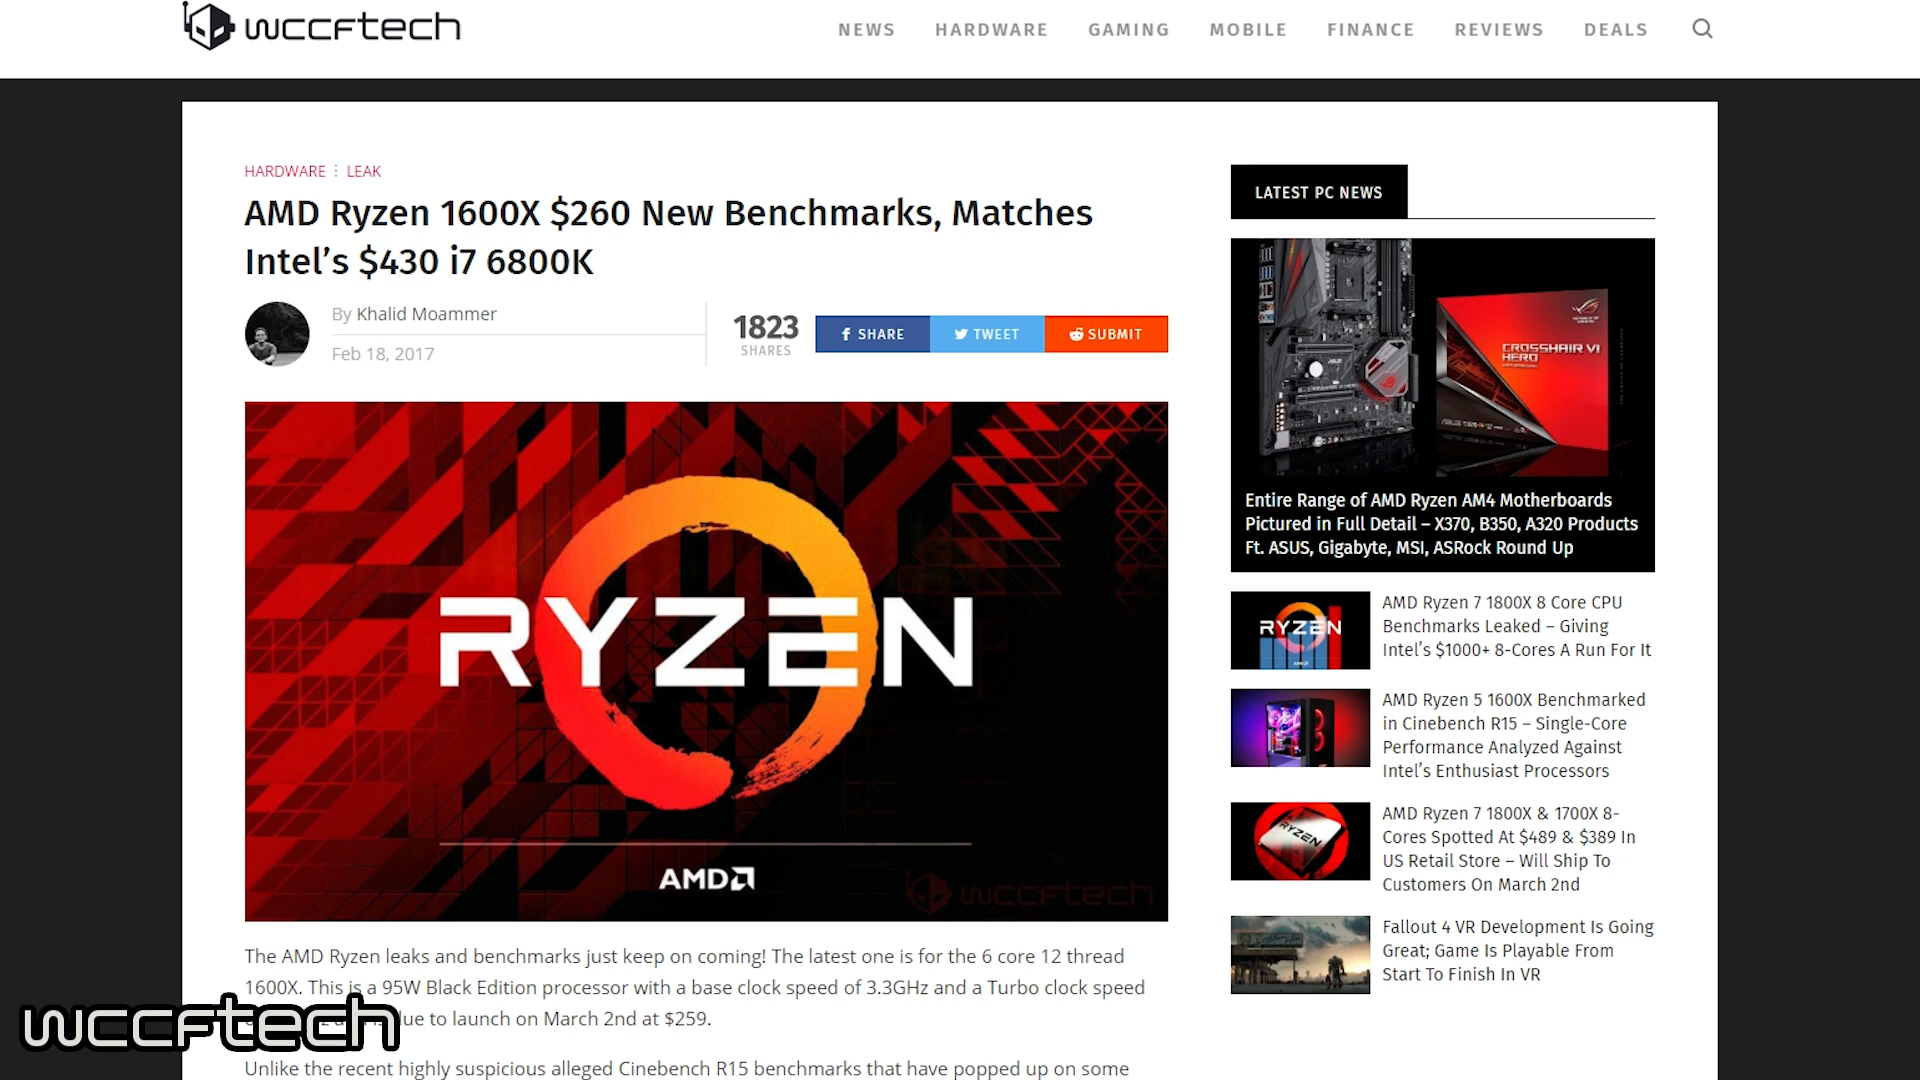 wccftech
NEWS HARDWARE GAMING MOBILE FINANCE REVIEWS DEALS
HARDWARE ⋮ LEAK
AMD Ryzen 1600X $260 New Benchmarks, Matches
Intel’s $430 i7 6800K
By Khalid Moammer
Feb 18, 2017
1823
SHARES
SHARE
TWEET
SUBMIT
RYZEN
AMD
wccftech
The AMD Ryzen leaks and benchmarks just keep on coming! The latest one is for the 6 core 12 thread
1600X. This is a 95W Black Edition processor with a base clock speed of 3.3GHz and a Turbo clock speed
due to launch on March 2nd at $259.
wccftech
Unlike the recent highly suspicious alleged Cinebench R15 benchmarks that have popped up on some
LATEST PC NEWS
CROSSHAIR VI
HERO
Entire Range of AMD Ryzen AM4 Motherboards
Pictured in Full Detail – X370, B350, A320 Products
Ft. ASUS, Gigabyte, MSI, ASRock Round Up
RYZEN
AMD Ryzen 7 1800X 8 Core CPU
Benchmarks Leaked – Giving
Intel’s $1000+ 8-Cores A Run For It
AMD Ryzen 5 1600X Benchmarked
in Cinebench R15 – Single-Core
Performance Analyzed Against
Intel’s Enthusiast Processors
RYZEN
AMD Ryzen 7 1800X & 1700X 8-
Cores Spotted At $489 & $389 In
US Retail Store – Will Ship To
Customers On March 2nd
Fallout 4 VR Development Is Going
Great; Game Is Playable From
Start To Finish In VR